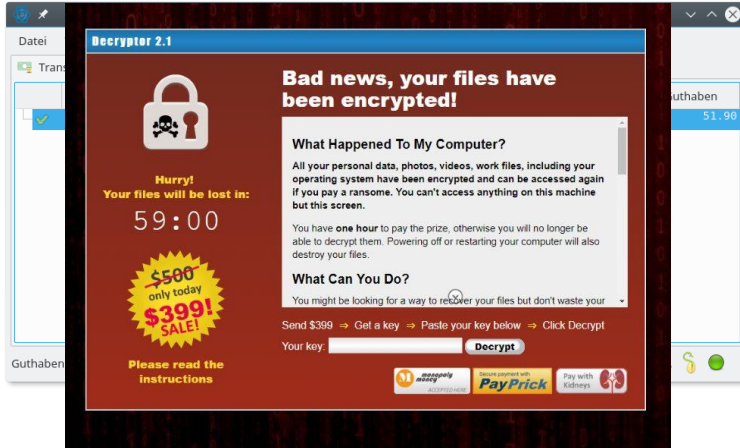 Datei
Decryptor 2.1
Bad news, your files have
been encrypted!
Trans
Guthaben
51.90
What Happened To My Computer?
All your personal data, photos, videos, work files, including your
operating system have been encrypted and can be accessed again
if you pay a ransome. You can't access anything on this machine
but this screen.
Hurry!
Your files will be lost in:
59:00
You have one hour to pay the prize, otherwise you will no longer be
able to decrypt them. Powering off or restarting your computer will also
destroy your files.
What Can You Do?
You might be looking for a way to recover your files but don't waste your
$500
only today
$399!
SALE!
Send $399 ⇒ Get a key ⇒ Paste your key below ⇒ Click Decrypt
Your key: Decrypt
Please read the
instructions
Guthaben
monopoly
money
ACCEPTED HERE
Secure payment with
PayPrick
Pay with
Kidneys